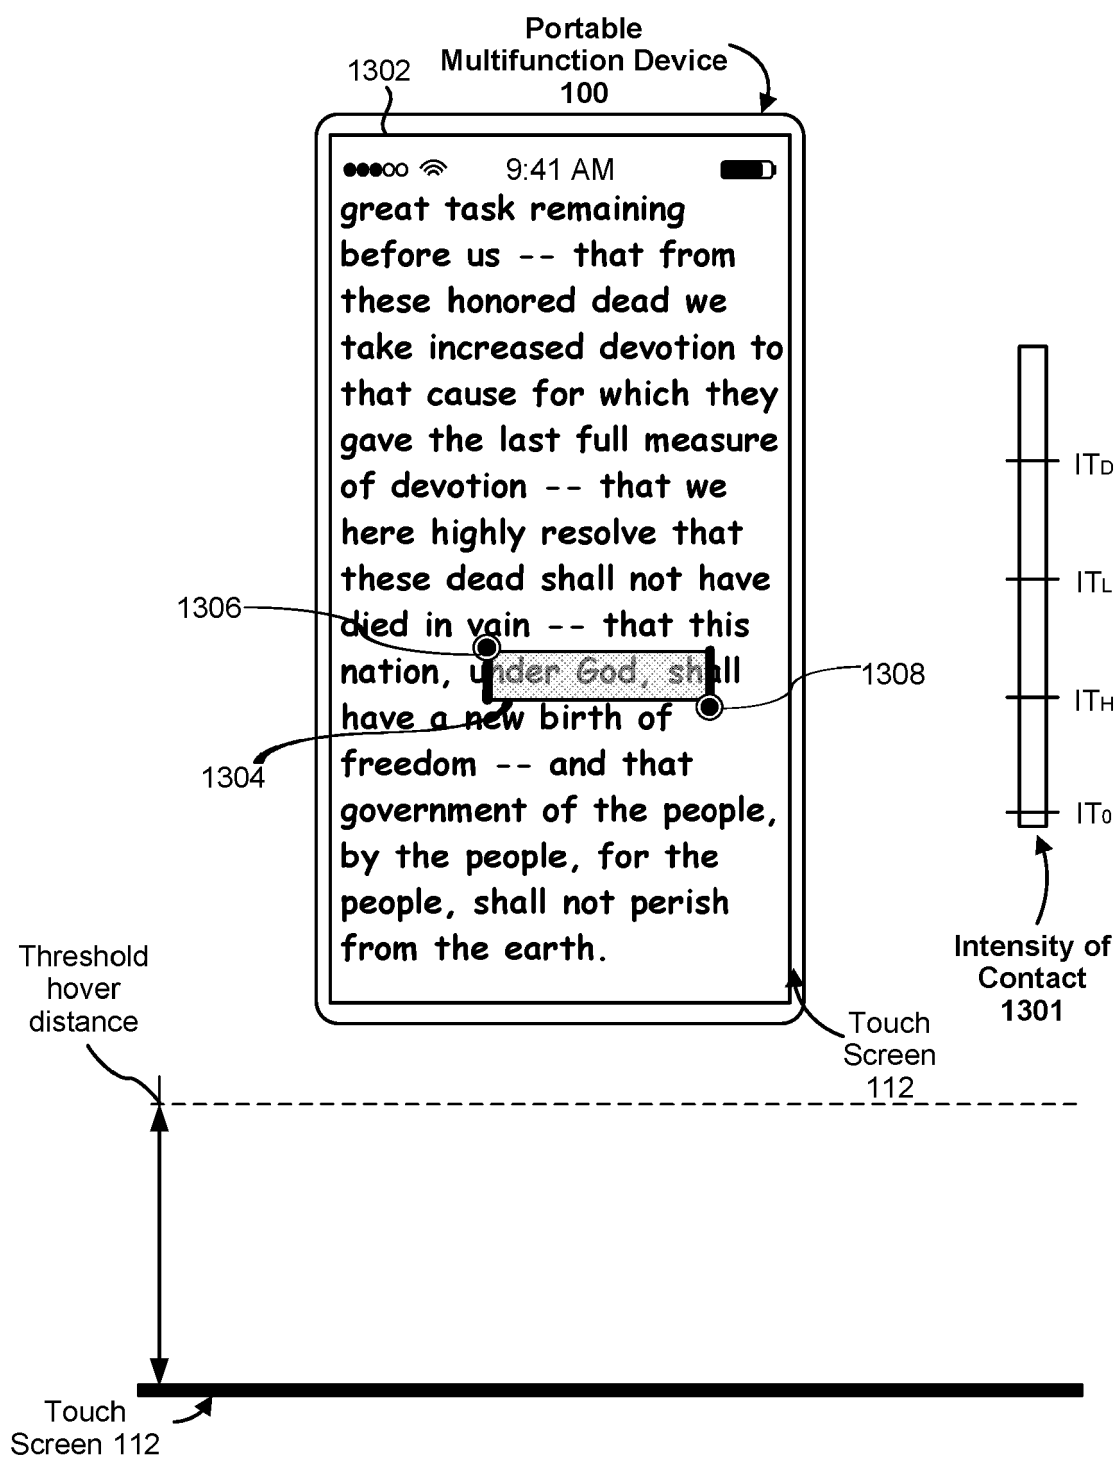 Portable
Multifunction Device
100
1302
9:41 AM
great task remaining
before us -- that from
these honored dead we
take increased devotion to
that cause for which they
gave the last full measure
of devotion -- that we
here highly resolve that
these dead shall not have
died in vain -- that this
nation, under God, shall
have a new birth of
freedom -- and that
government of the people,
by the people, for the
people, shall not perish
from the earth.
1306
1308
1304
ITD
ITL
ITH
IT0
Intensity of
Contact
1301
Threshold
hover
distance
Touch
Screen
112
Touch
Screen 112